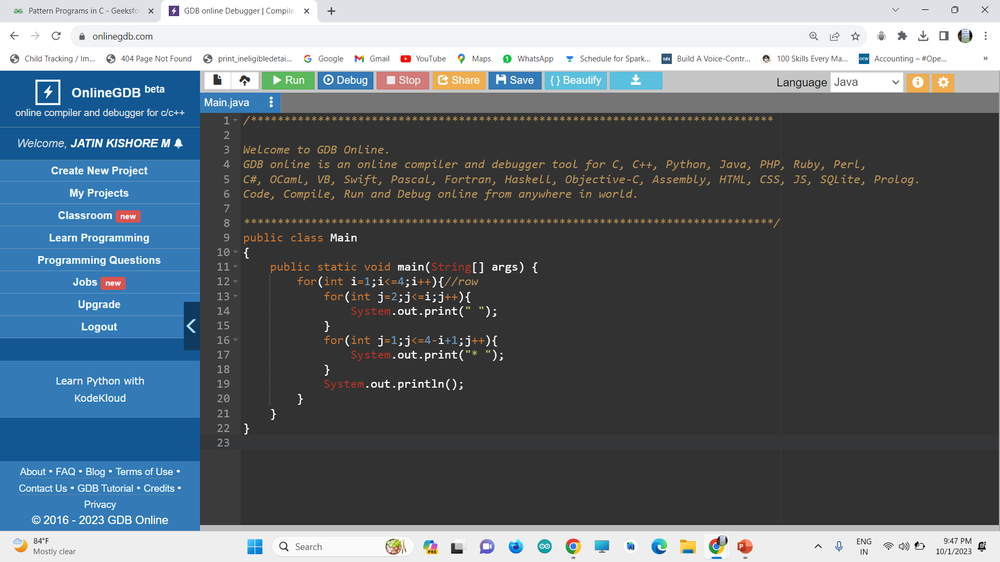 Pattern Programs in C - Geeksfo
GDB online Debugger | Compile
onlinegdb.com
Child Tracking / Im...
404 Page Not Found
print_ineligibledetai...
Google
Gmail
YouTube
Maps
WhatsApp
Schedule for Spark...
tds Build A Voice-Contr...
100 Skills Every Ma...
ocw Accounting – #Ope...
»
OnlineGDB beta
online compiler and debugger for c/c++
Welcome, JATIN KISHORE M
Create New Project
My Projects
Classroom new
Learn Programming
Programming Questions
Jobs new
Upgrade
Logout
Learn Python with
KodeKloud
About • FAQ • Blog • Terms of Use •
Contact Us • GDB Tutorial • Credits •
Privacy
© 2016 - 2023 GDB Online
Run Debug Stop Share Save { } Beautify
Language Java
Main.java
1 /******************************************************************************
2
3 Welcome to GDB Online.
4 GDB online is an online compiler and debugger tool for C, C++, Python, Java, PHP, Ruby, Perl,
5 C#, OCaml, VB, Swift, Pascal, Fortran, Haskell, Objective-C, Assembly, HTML, CSS, JS, SQLite, Prolog.
6 Code, Compile, Run and Debug online from anywhere in world.
7
8 *******************************************************************************/
9 public class Main
10 {
11     public static void main(String[] args) {
12         for(int i=1;i<=4;i++){//row
13             for(int j=2;j<=i;j++){
14                 System.out.print(" ");
15             }
16             for(int j=1;j<=4-i+1;j++){
17                 System.out.print("* ");
18             }
19             System.out.println();
20         }
21     }
22 }
23
84°F
Mostly clear
Search
PRE
ENG
IN
9:47 PM
10/1/2023